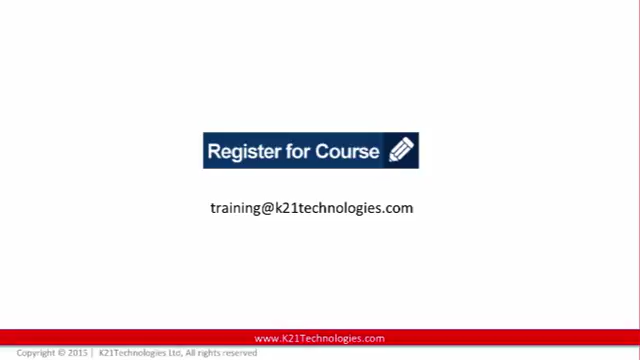 Register for Course
training@k21technologies.com
www.K21Technologies.com
Copyright © 2015 | K21Technologies Ltd, All rights reserved